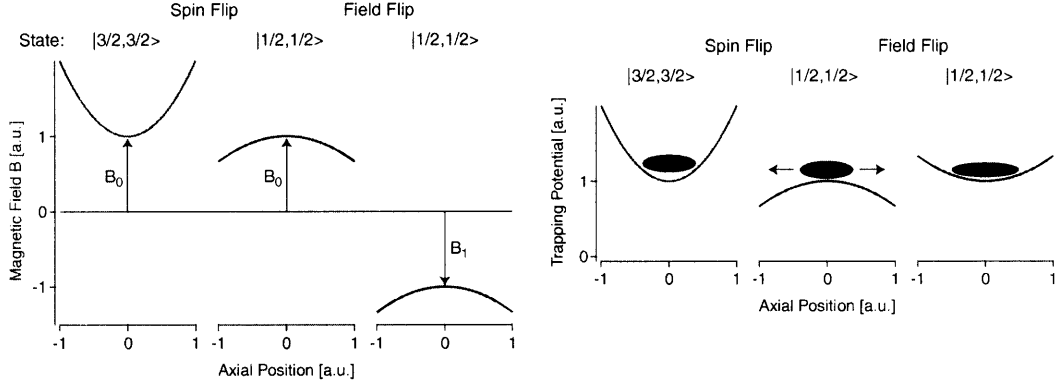 Spin Flip Field Flip
State: |3/2,3/2> |1/2,1/2> |1/2,1/2>
Magnetic Field B [a.u.]
1
0
-1
B0
B0
B1
-1 0 1 -1 0 1 -1 0 1
Axial Position [a.u.]
Spin Flip Field Flip
|3/2,3/2> |1/2,1/2> |1/2,1/2>
Trapping Potential [a.u.]
1
0
-1 0 1 -1 0 1 -1 0 1
Axial Position [a.u.]